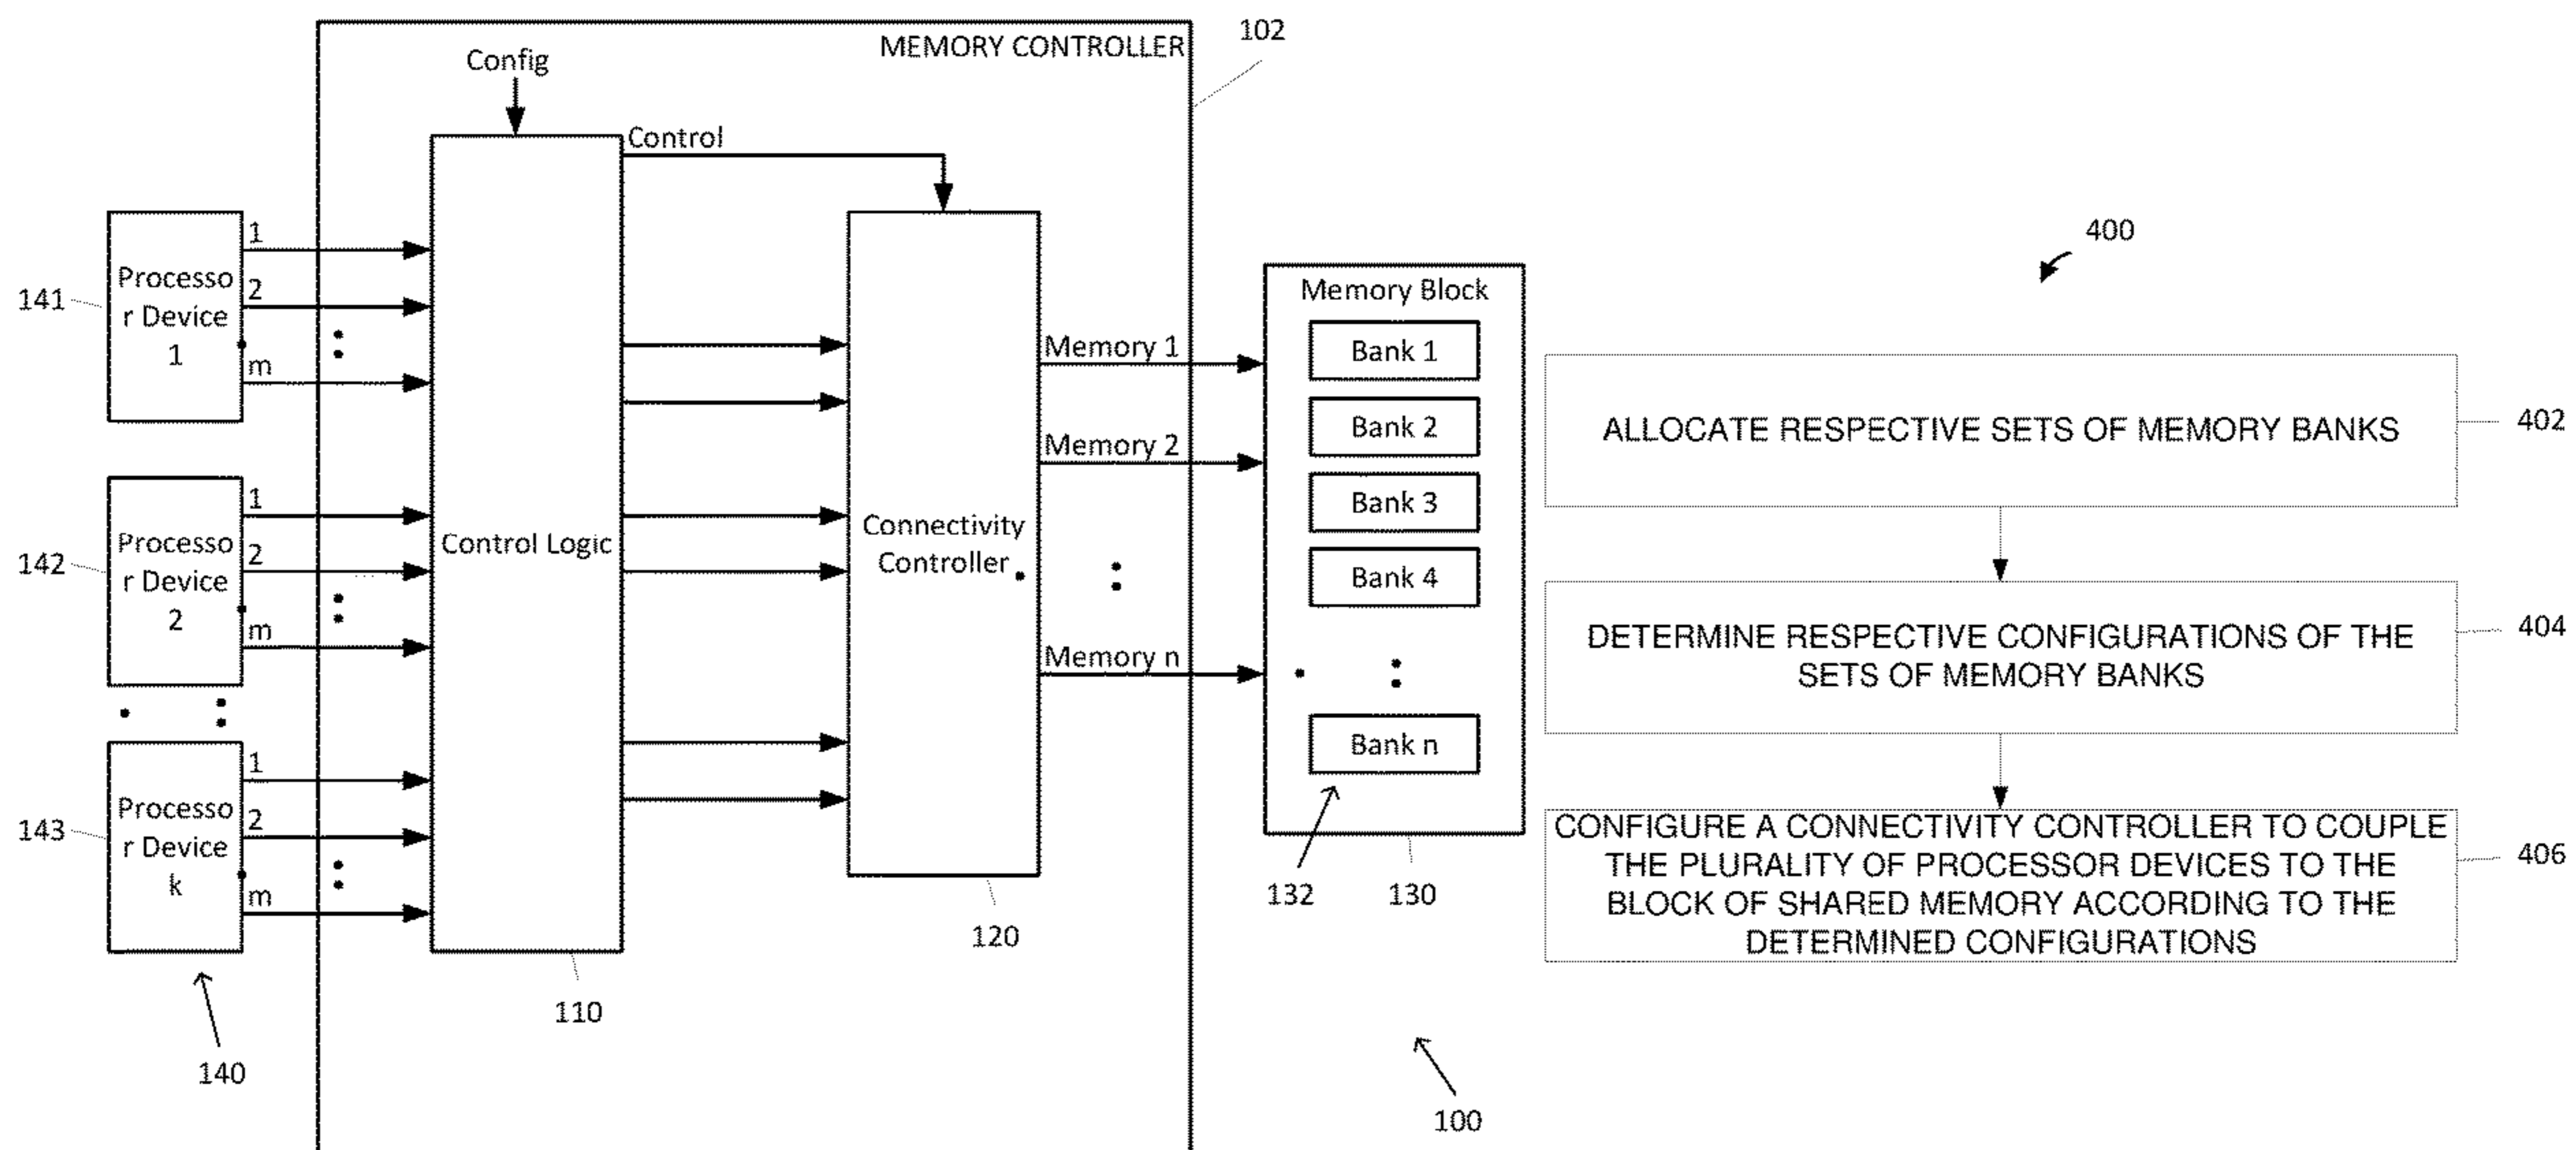 MEMORY CONTROLLER
102
Config
Control
141
Processo
r Device
1
1
2
m
142
Processo
r Device
2
1
2
m
143
Processo
r Device
k
1
2
m
140
Control Logic
110
Connectivity
Controller
120
Memory 1
Memory 2
Memory n
Memory Block
Bank 1
Bank 2
Bank 3
Bank 4
Bank n
132
130
100
400
ALLOCATE RESPECTIVE SETS OF MEMORY BANKS
402
DETERMINE RESPECTIVE CONFIGURATIONS OF THE
SETS OF MEMORY BANKS
404
CONFIGURE A CONNECTIVITY CONTROLLER TO COUPLE
THE PLURALITY OF PROCESSOR DEVICES TO THE
BLOCK OF SHARED MEMORY ACCORDING TO THE
DETERMINED CONFIGURATIONS
406